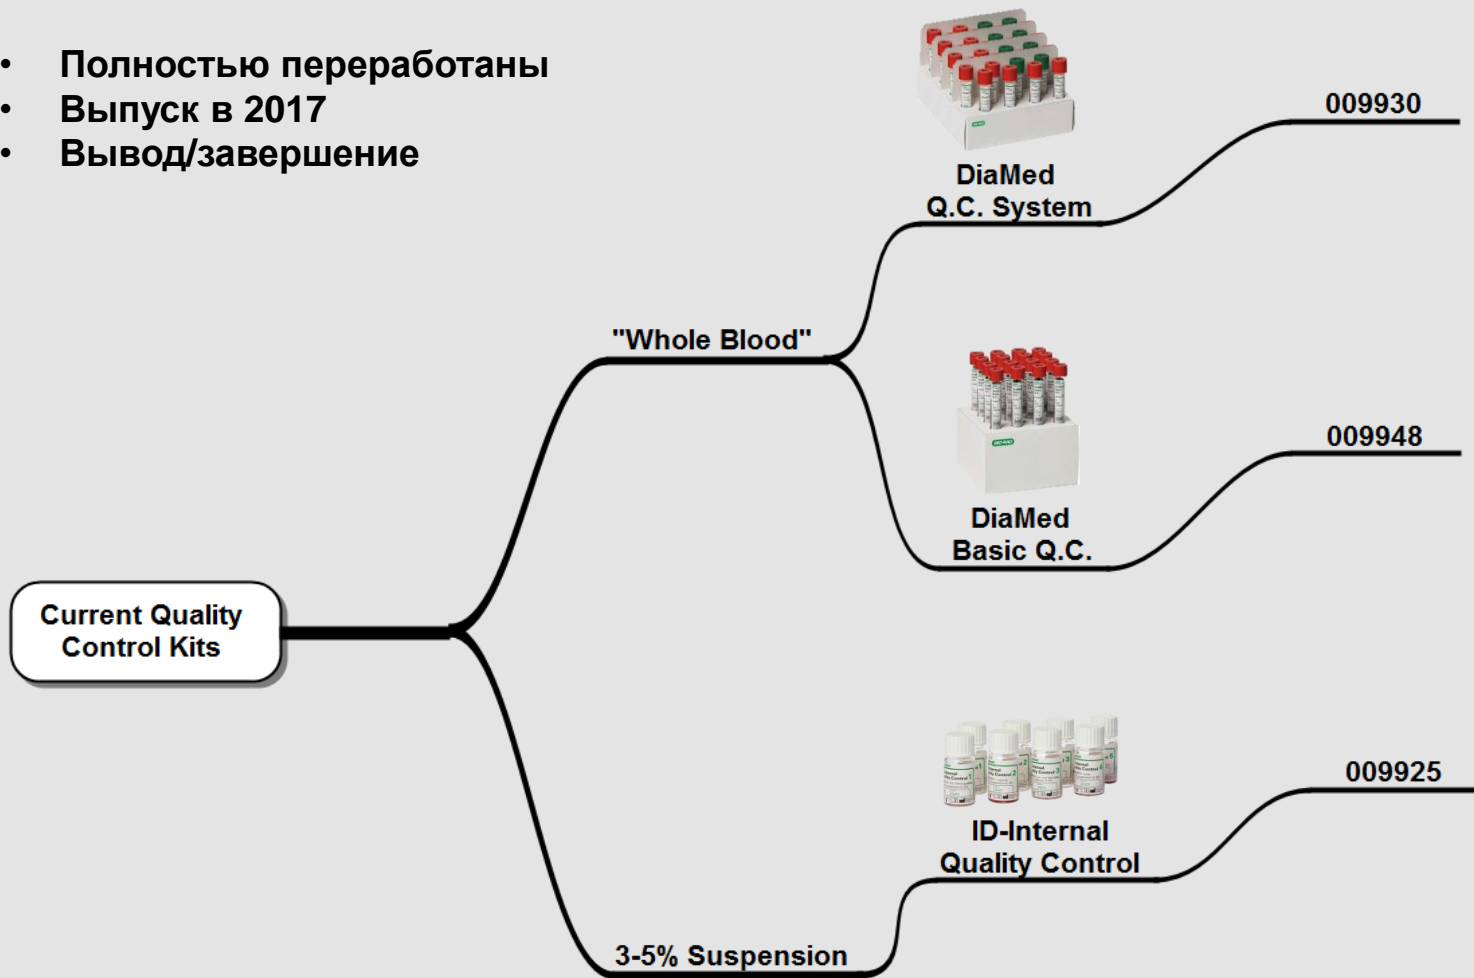 • Полностью переработаны
• Выпуск в 2017
• Вывод/завершение
009930
DiaMed
Q.C. System
"Whole Blood"
009948
DiaMed
Basic Q.C.
Current Quality
Control Kits
009925
ID-Internal
Quality Control
3-5% Suspension